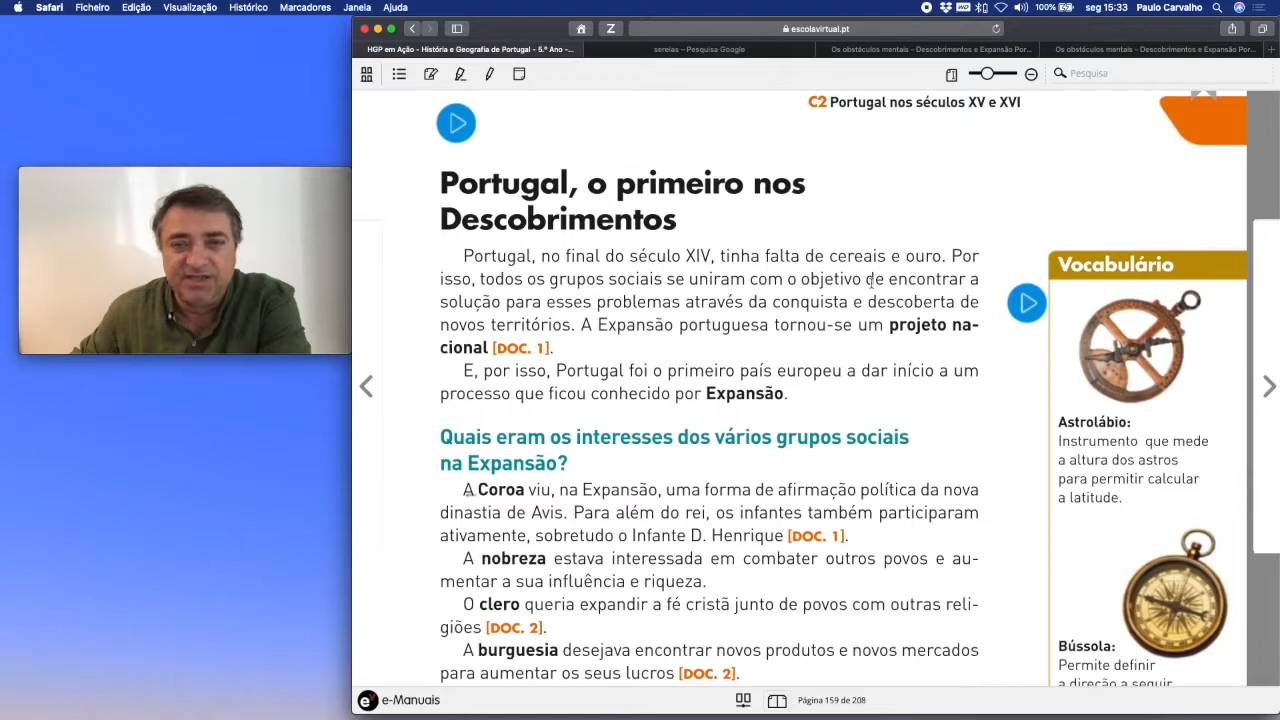 Safari Ficheiro Edição Visualização Histórico Marcadores Janela Ajuda 100% seg 15:33 Paulo Carvalho
escolavirtual.pt
HGP em Ação - História e Geografia de Portugal - 5.º Ano -... sereias – Pesquisa Google Os obstáculos mentais - Descobrimentos e Expansão Por... Os obstáculos mentais - Descobrimentos e Expansão Por...
Pesquisa
C2 Portugal nos séculos XV e XVI
Portugal, o primeiro nos
Descobrimentos
Portugal, no final do século XIV, tinha falta de cereais e ouro. Por
isso, todos os grupos sociais se uniram com o objetivo de encontrar a
solução para esses problemas através da conquista e descoberta de
novos territórios. A Expansão portuguesa tornou-se um projeto na-
cional [DOC. 1].
E, por isso, Portugal foi o primeiro país europeu a dar início a um
processo que ficou conhecido por Expansão.
Quais eram os interesses dos vários grupos sociais
na Expansão?
A Coroa viu, na Expansão, uma forma de afirmação política da nova
dinastia de Avis. Para além do rei, os infantes também participaram
ativamente, sobretudo o Infante D. Henrique [DOC. 1].
A nobreza estava interessada em combater outros povos e au-
mentar a sua influência e riqueza.
O clero queria expandir a fé cristã junto de povos com outras reli-
giões [DOC. 2].
A burguesia desejava encontrar novos produtos e novos mercados
para aumentar os seus lucros [DOC. 2].
Vocabulário
Astrolábio:
Instrumento que mede
a altura dos astros
para permitir calcular
a latitude.
Bússola:
Permite definir
a direção a seguir
e-Manuais
Página 159 de 208